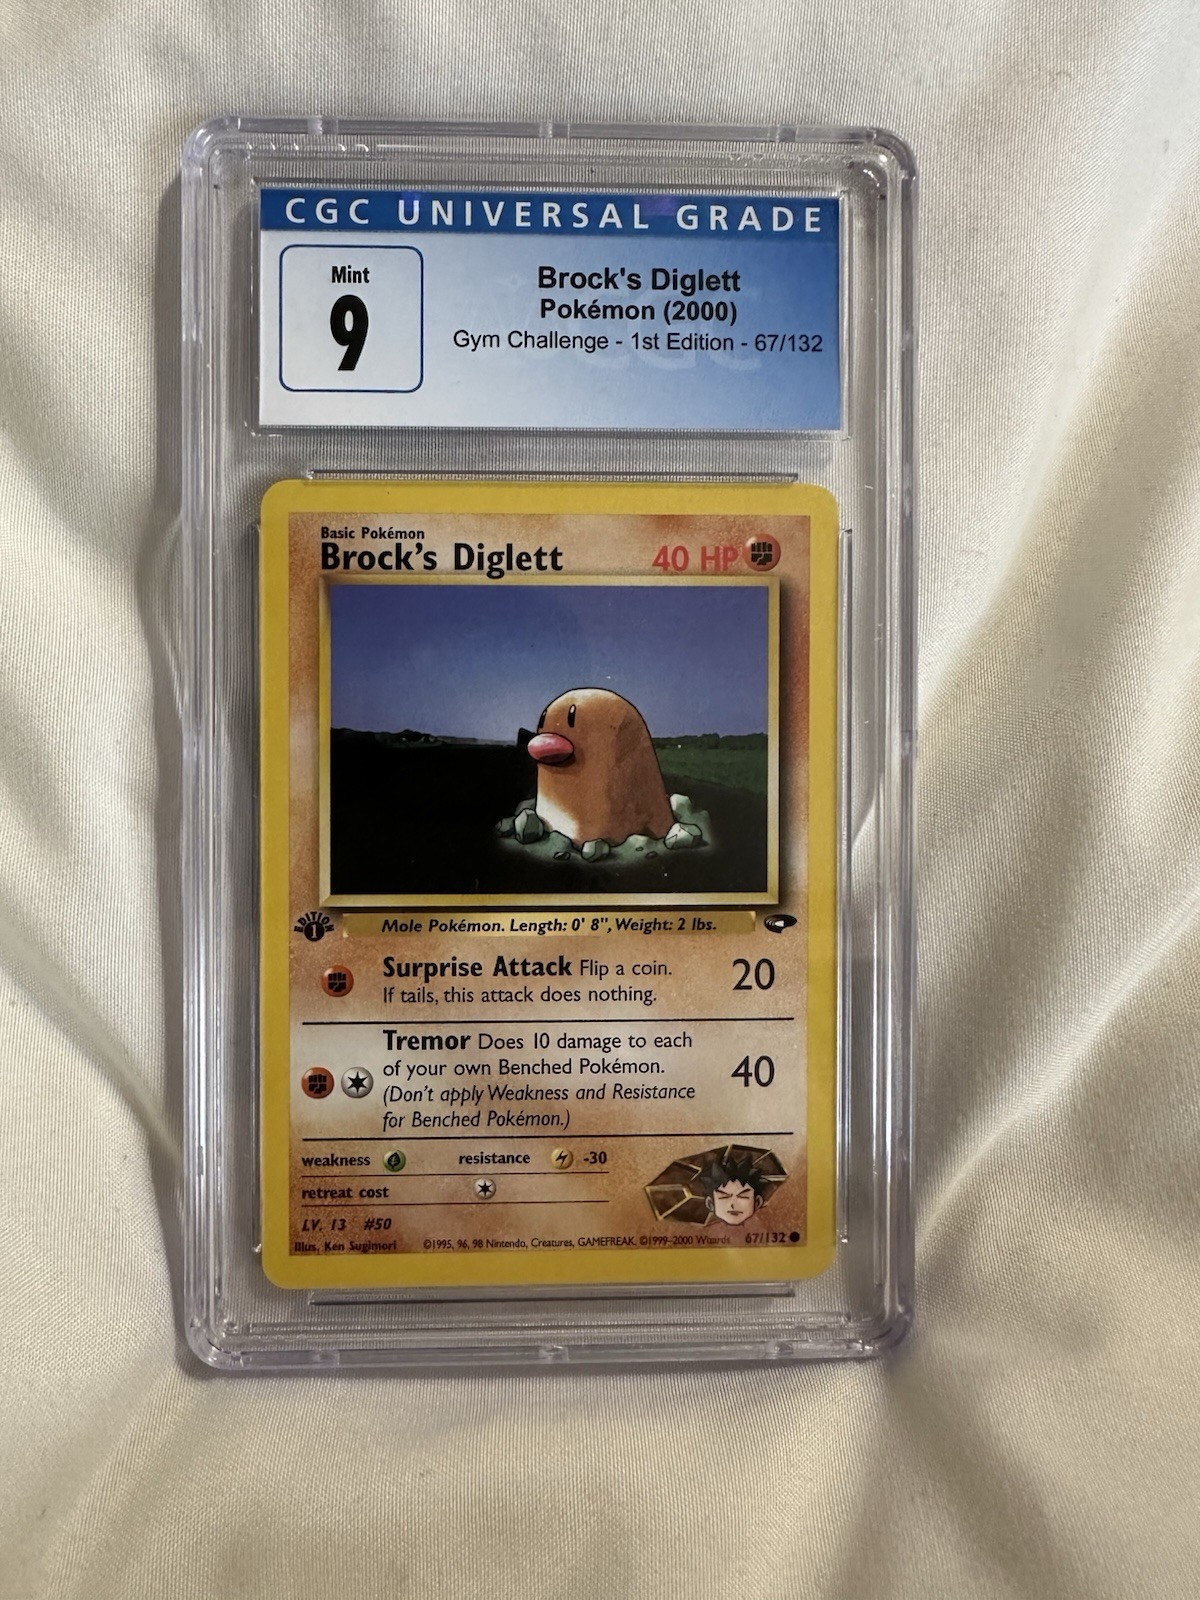 CGC UNIVERSAL GRADE
Mint
9
Brock's Diglett
Pokémon (2000)
Gym Challenge - 1st Edition - 67/132
Basic Pokémon
Brock's Diglett 40 HP
EDITION
1
Mole Pokémon. Length: 0' 8", Weight: 2 lbs.
Surprise Attack Flip a coin.
If tails, this attack does nothing.
20
Tremor Does 10 damage to each
of your own Benched Pokémon.
(Don't apply Weakness and Resistance
for Benched Pokémon.)
40
weakness resistance -30
retreat cost
LV. 13 #50
Illus. Ken Sugimori ©1995, 96, 98 Nintendo, Creatures, GAMEFREAK. ©1999-2000 Wizards. 67/132